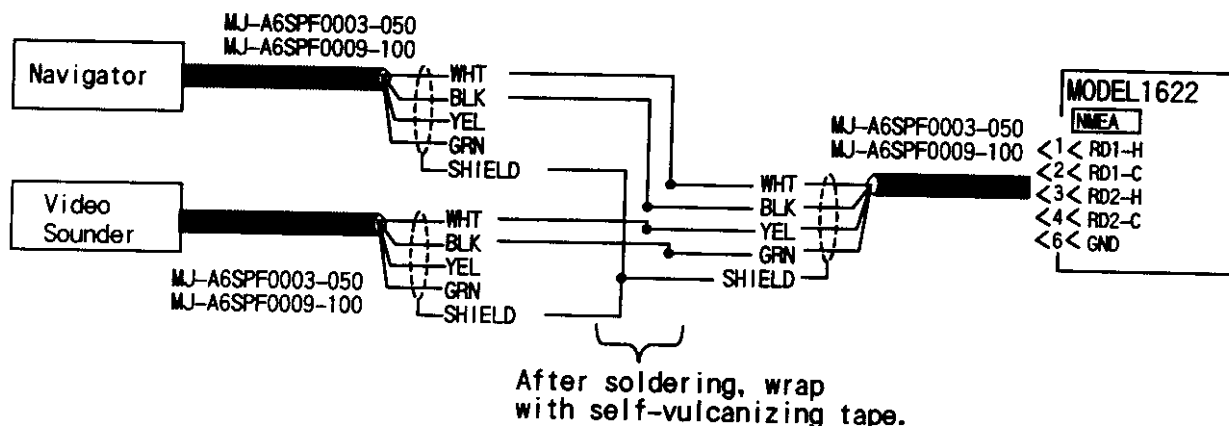 MJ-A6SPF0003-050
MJ-A6SPF0009-100
Navigator
WHT
BLK
YEL
GRN
SHIELD
Video
Sounder
WHT
BLK
YEL
GRN
SHIELD
MJ-A6SPF0003-050
MJ-A6SPF0009-100
MJ-A6SPF0003-050
MJ-A6SPF0009-100
WHT
BLK
YEL
GRN
SHIELD
MODEL1622
NMEA
<1< RD1-H
<2< RD1-C
<3< RD2-H
<4< RD2-C
<6< GND
After soldering, wrap
with self-vulcanizing tape.